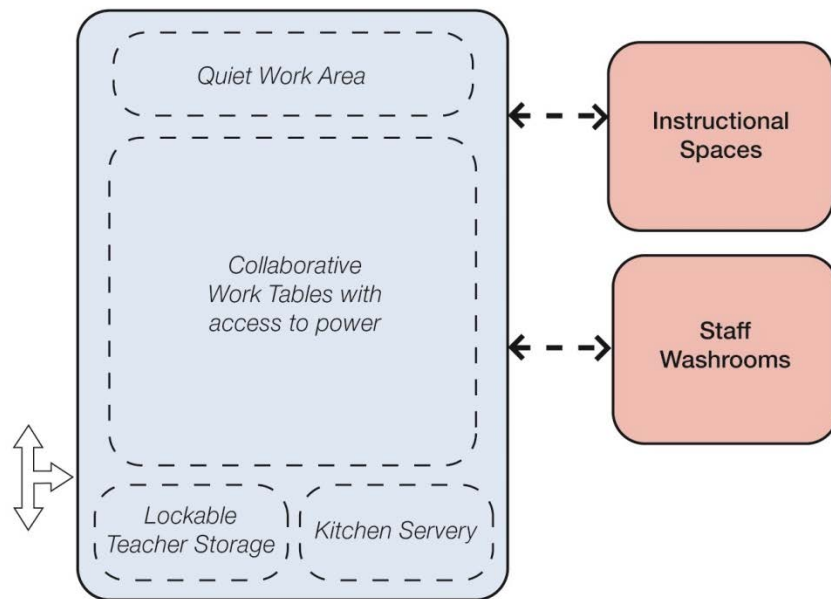 Quiet Work Area
Instructional
Spaces
Collaborative
Work Tables with
access to power
Staff
Washrooms
Lockable
Teacher Storage
Kitchen Servery